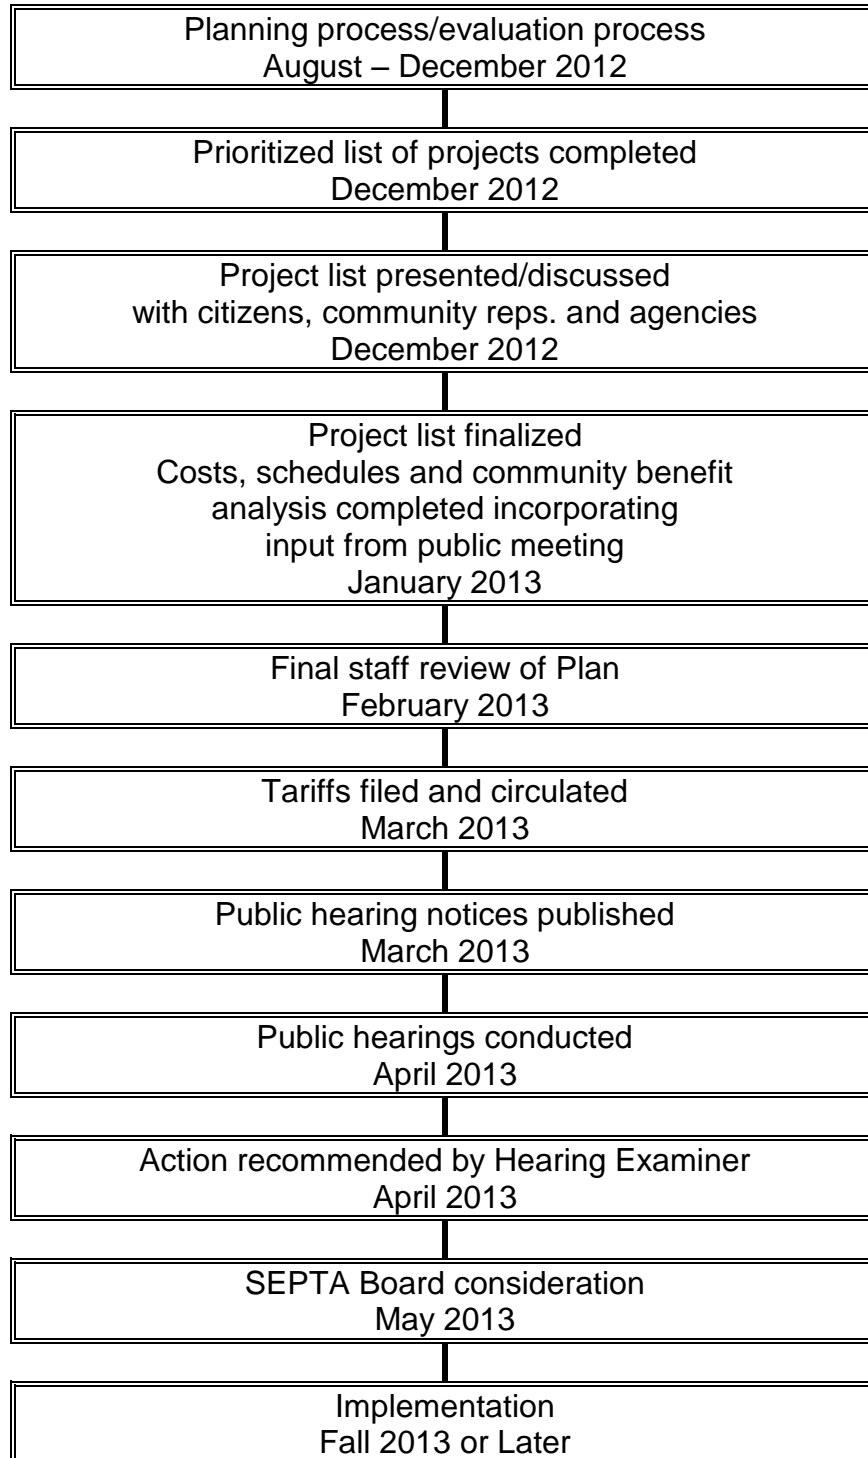 Planning process/evaluation process
August – December 2012
Prioritized list of projects completed
December 2012
Project list presented/discussed
with citizens, community reps. and agencies
December 2012
Project list finalized
Costs, schedules and community benefit
analysis completed incorporating
input from public meeting
January 2013
Final staff review of Plan
February 2013
Tariffs filed and circulated
March 2013
Public hearing notices published
March 2013
Public hearings conducted
April 2013
Action recommended by Hearing Examiner
April 2013
SEPTA Board consideration
May 2013
Implementation
Fall 2013 or Later